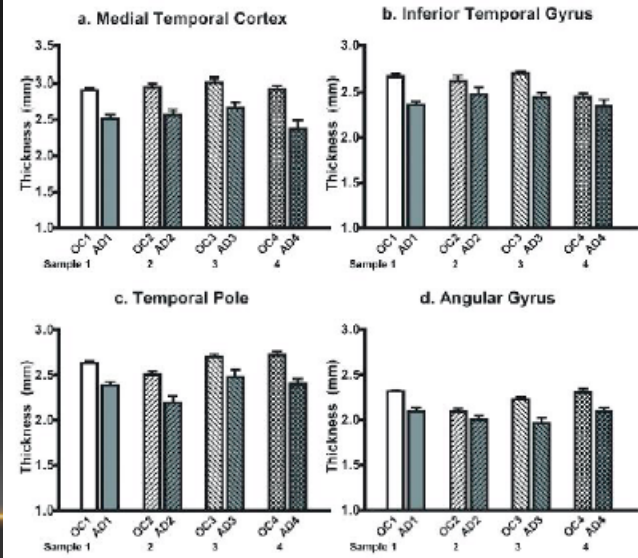 a. Medial Temporal Cortex
3.5
3.0
2.5
2.0
1.5
1.0
Thickness (mm)
OC1 AD1 OC2 AD2 OC3 AD3 OC4 AD4
Sample 1 2 3 4
b. Inferior Temporal Gyrus
3.0
2.5
2.0
1.5
1.0
Thickness (mm)
OC1 AD1 OC2 AD2 OC3 AD3 OC4 AD4
Sample 1 2 3 4
c. Temporal Pole
3.0
2.5
2.0
1.5
1.0
Thickness (mm)
OC1 AD1 OC2 AD2 OC3 AD3 OC4 AD4
Sample 1 2 3 4
d. Angular Gyrus
3.0
2.5
2.0
1.5
1.0
Thickness (mm)
OC1 AD1 OC2 AD2 OC3 AD3 OC4 AD4
Sample 1 2 3 4